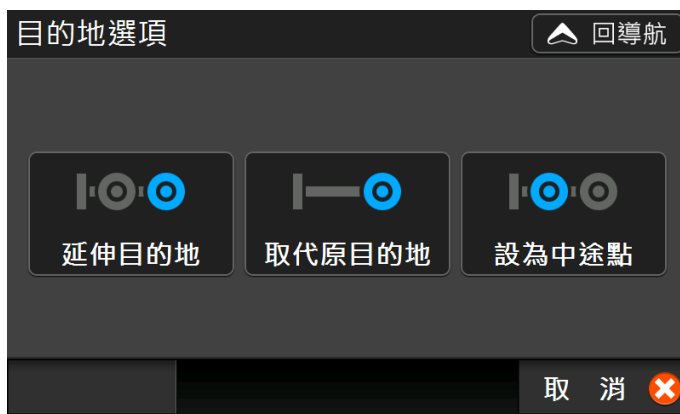 目的地選項
回導航
延伸目的地
取代原目的地
設為中途點
取 消